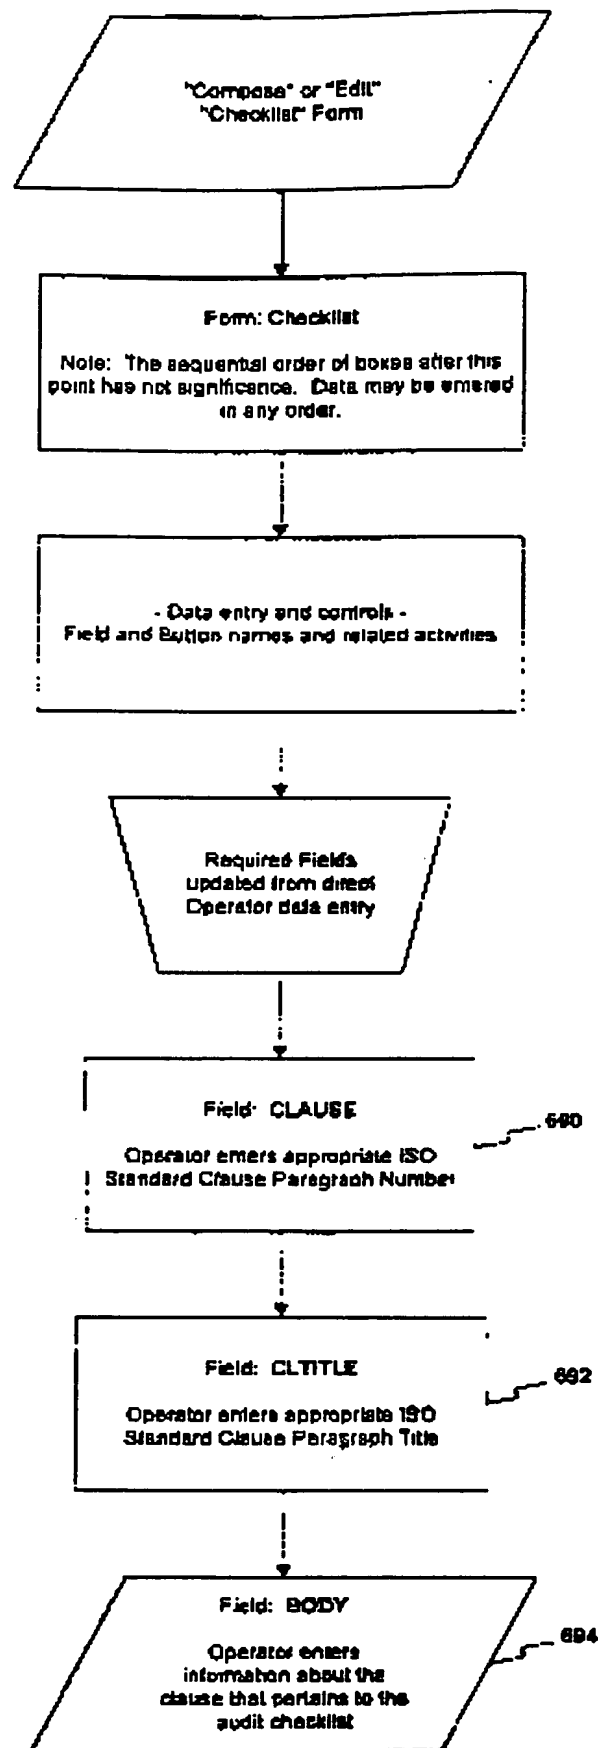 "Compose" or "Edit"
"Checklist" Form
Form: Checklist
Note: The sequential order of boxes after this
point has not significance. Data may be entered
in any order.
- Data entry and controls -
Field and Button names and related activities
Required Fields
updated from direct
Operator data entry
Field: CLAUSE
690
Operator enters appropriate ISO
Standard Clause Paragraph Number
Field: CLTITLE
692
Operator enters appropriate ISO
Standard Clause Paragraph Title
Field: BODY
694
Operator enters
information about the
clause that pertains to the
audit checklist